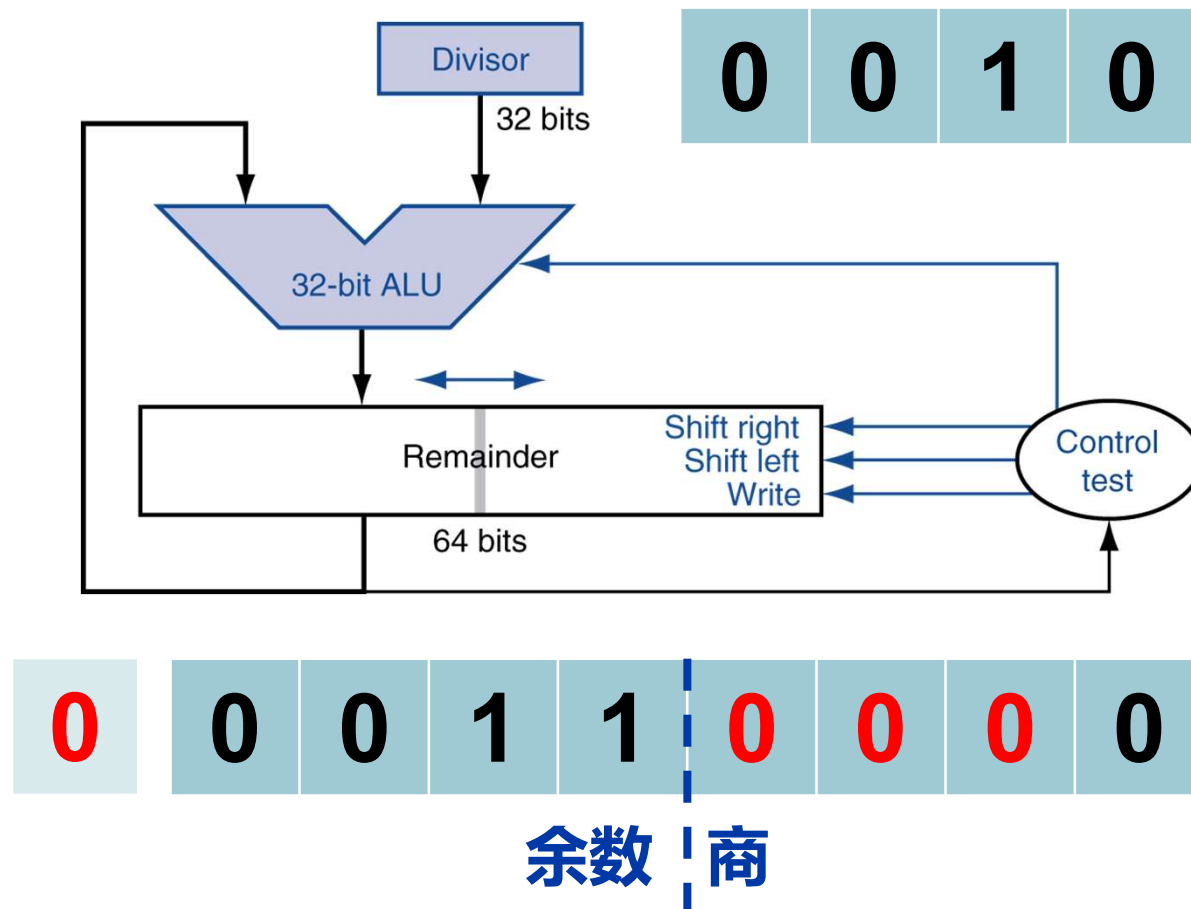 Divisor
0 0 1 0
32 bits
32-bit ALU
Remainder
Shift right
Shift left
Write
Control
test
64 bits
0 0 0 1 1 0 0 0 0
余数 商